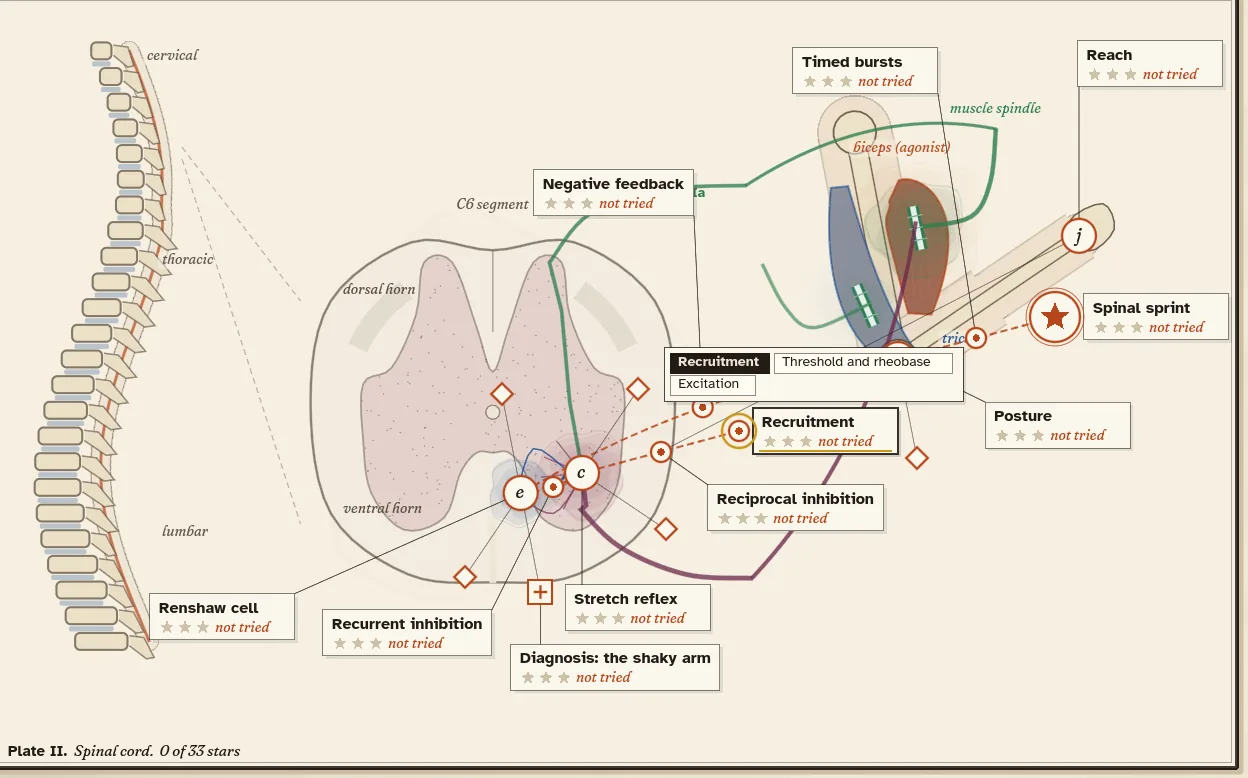 cervical
Timed bursts
not tried
Reach
not tried
muscle spindle
biceps (agonist)
Negative feedback
not tried
Ia
C6 segment
j
thoracic
dorsal horn
Spinal sprint
not tried
tric
Recruitment
Threshold and rheobase
Excitation
Recruitment
not tried
Posture
not tried
c
e
Reciprocal inhibition
not tried
ventral horn
lumbar
Renshaw cell
not tried
Recurrent inhibition
not tried
Stretch reflex
not tried
Diagnosis: the shaky arm
not tried
Plate II. Spinal cord. 0 of 33 stars